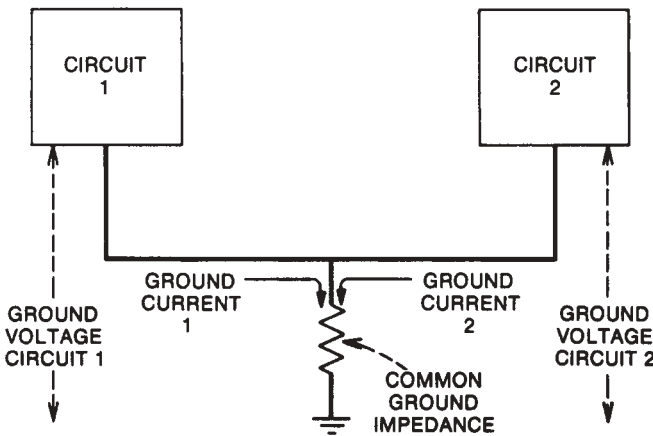 CIRCUIT
1
CIRCUIT
2
GROUND
CURRENT
1
GROUND
CURRENT
2
GROUND
VOLTAGE
CIRCUIT 1
GROUND
VOLTAGE
CIRCUIT 2
COMMON
GROUND
IMPEDANCE